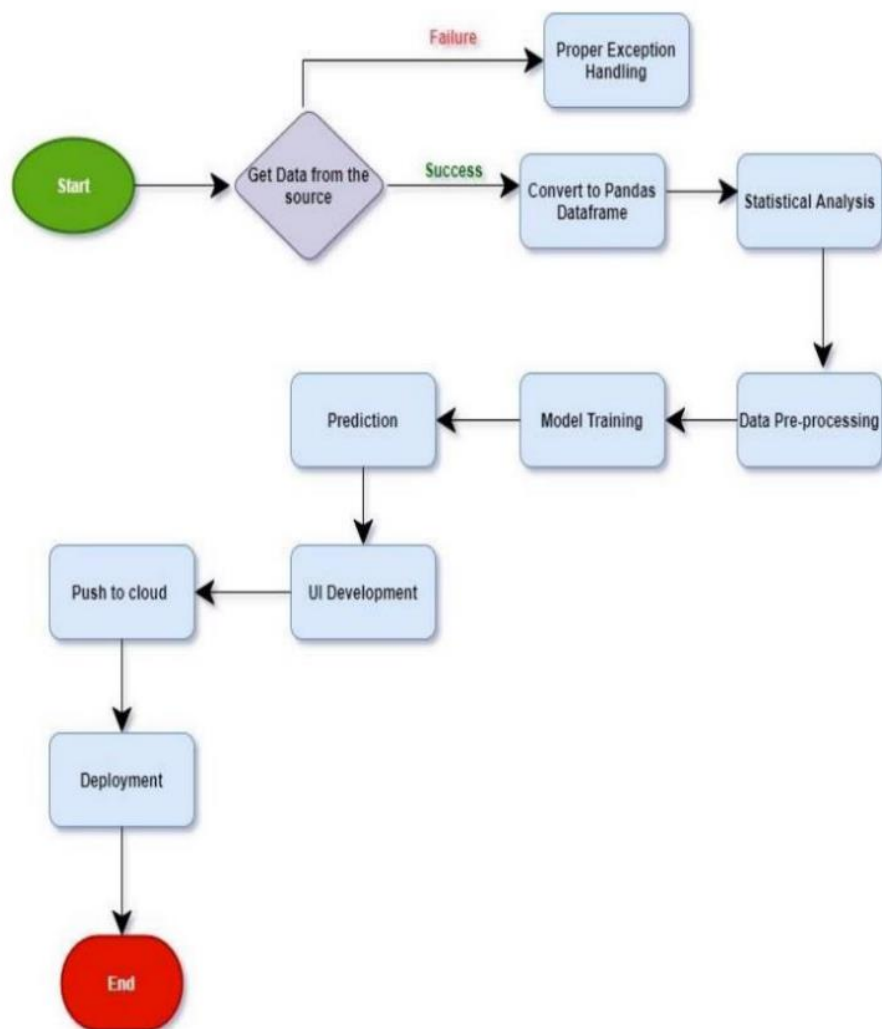 Failure
Proper Exception
Handling
Start
Get Data from the
source
Success
Convert to Pandas
Dataframe
Statistical Analysis
Prediction
Model Training
Data Pre-processing
Push to cloud
UI Development
Deployment
End